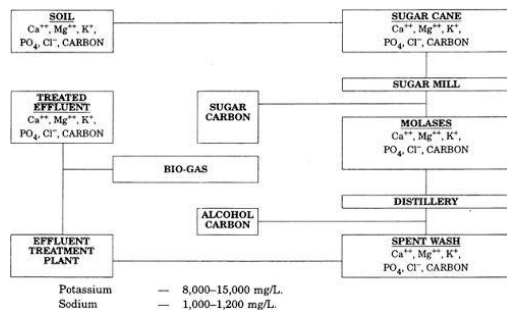 SOIL
Ca⁺⁺, Mg⁺⁺, K⁺,
PO₄, Cl⁻, CARBON
SUGAR CANE
Ca⁺⁺, Mg⁺⁺, K⁺,
PO₄, Cl⁻, CARBON
SUGAR MILL
TREATED
EFFLUENT
Ca⁺⁺, Mg⁺⁺, K⁺,
PO₄, Cl⁻, CARBON
SUGAR
CARBON
MOLASES
Ca⁺⁺, Mg⁺⁺, K⁺,
PO₄, Cl⁻, CARBON
BIO-GAS
DISTILLERY
ALCOHOL
CARBON
EFFLUENT
TREATMENT
PLANT
SPENT WASH
Ca⁺⁺, Mg⁺⁺, K⁺,
PO₄, Cl⁻, CARBON
Potassium — 8,000–15,000 mg/L.
Sodium — 1,000–1,200 mg/L.